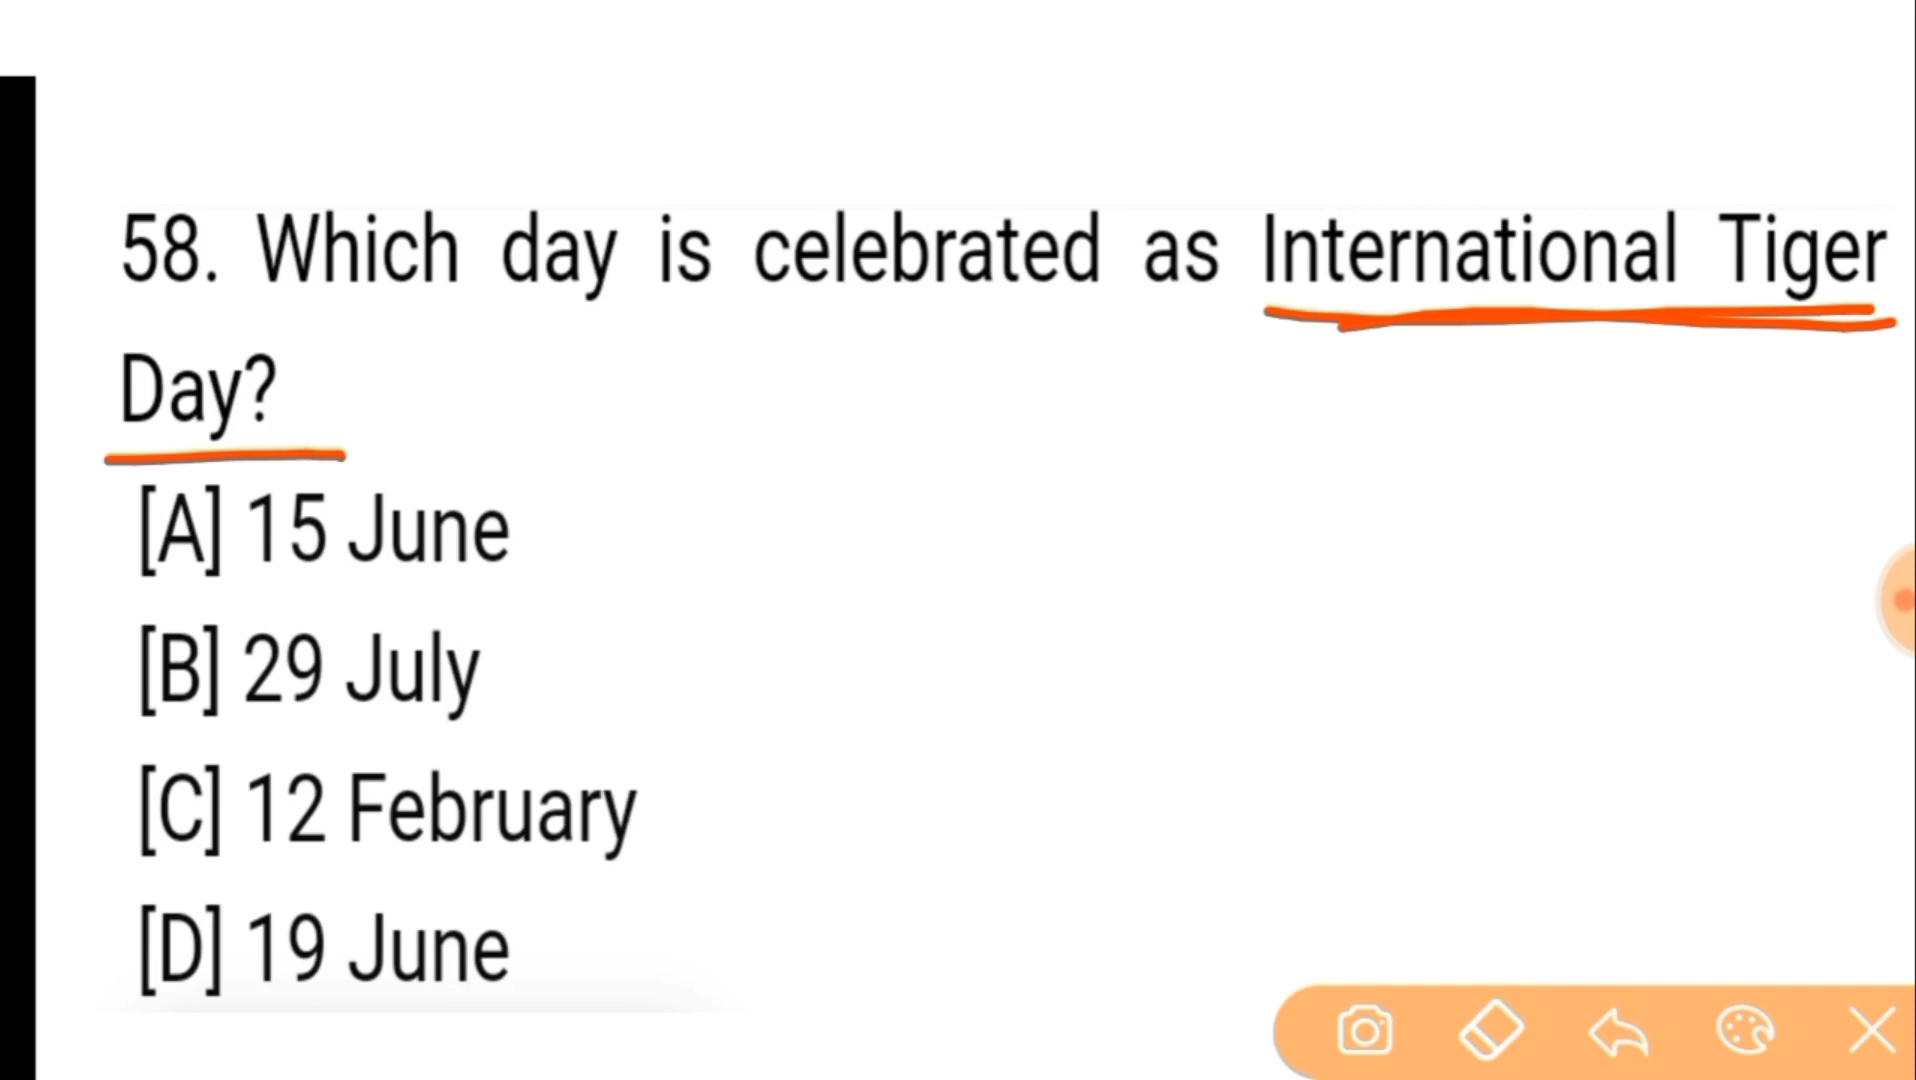 58. Which day is celebrated as International Tiger
Day?
[A] 15 June
[B] 29 July
[C] 12 February
[D] 19 June